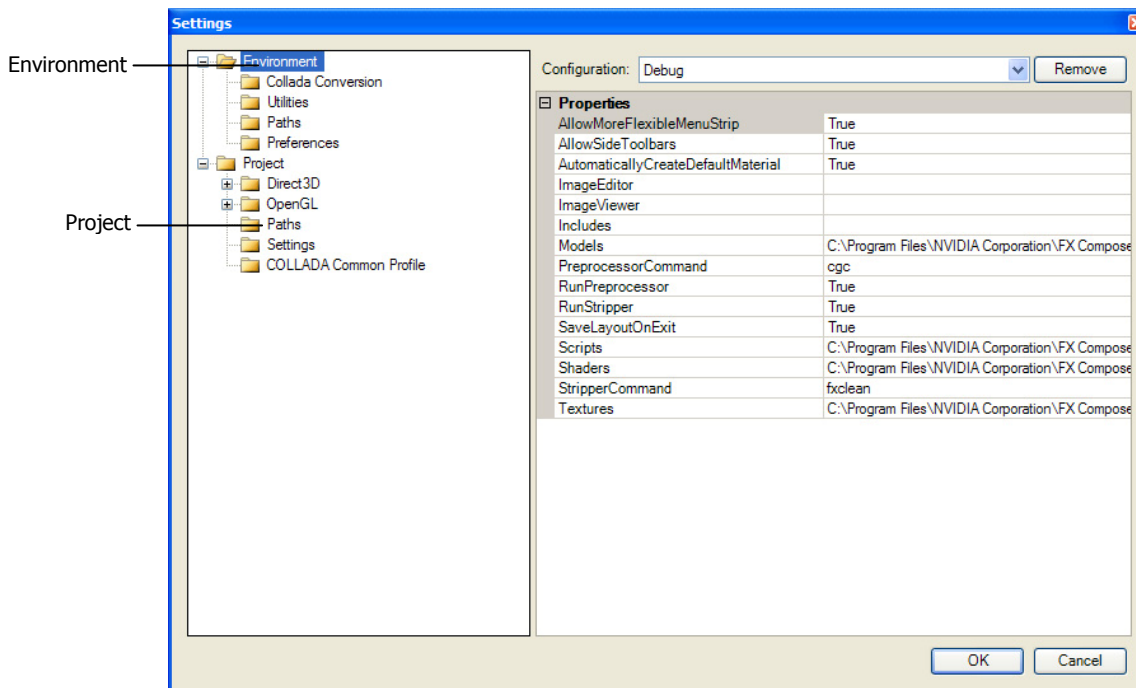 Settings
Environment
Environment
Collada Conversion
Utilities
Paths
Preferences
Project
Direct3D
OpenGL
Project
Paths
Settings
COLLADA Common Profile
Configuration: Debug Remove
Properties
AllowMoreFlexibleMenuStrip True
AllowSideToolbars True
AutomaticallyCreateDefaultMaterial True
ImageEditor
ImageViewer
Includes
Models C:\Program Files\NVIDIA Corporation\FX Compose
PreprocessorCommand cgc
RunPreprocessor True
RunStripper True
SaveLayoutOnExit True
Scripts C:\Program Files\NVIDIA Corporation\FX Compose
Shaders C:\Program Files\NVIDIA Corporation\FX Compose
StripperCommand fxclean
Textures C:\Program Files\NVIDIA Corporation\FX Compose
OK Cancel